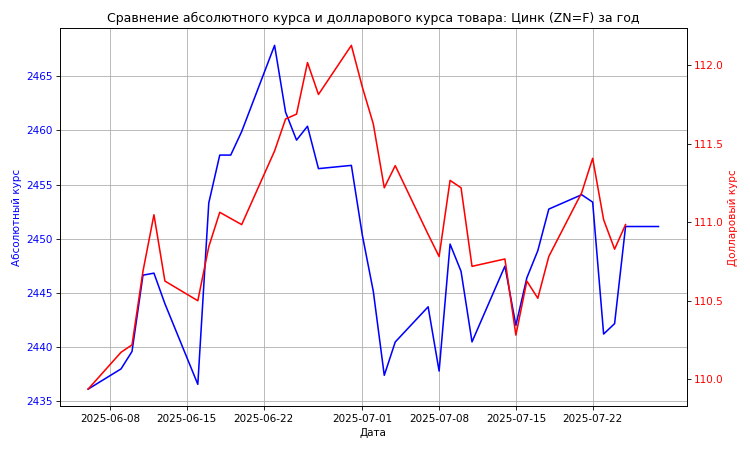 Сравнение абсолютного курса и долларового курса товара: Цинк (ZN=F) за год
Абсолютный курс
2465
2460
2455
2450
2445
2440
2435
112.0
111.5
111.0
110.5
110.0
Долларовый курс
2025-06-08 2025-06-15 2025-06-22 2025-07-01 2025-07-08 2025-07-15 2025-07-22
Дата